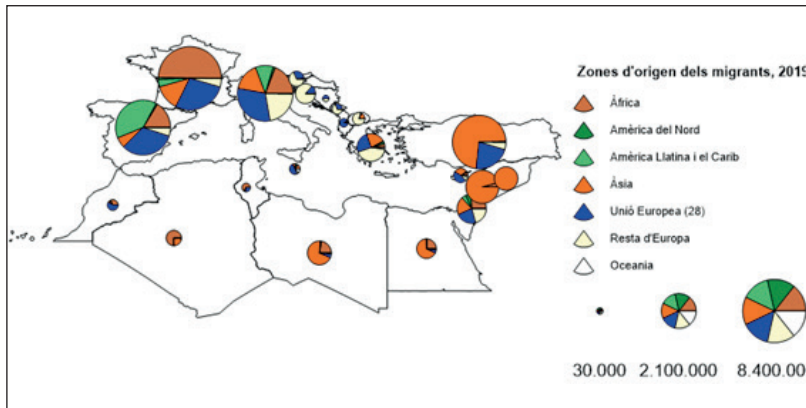 Zones d'origen dels migrants, 2019
Àfrica
Amèrica del Nord
Amèrica Llatina i el Carib
Àsia
Unió Europea (28)
Resta d'Europa
Oceania
30.000 2.100.000 8.400.00